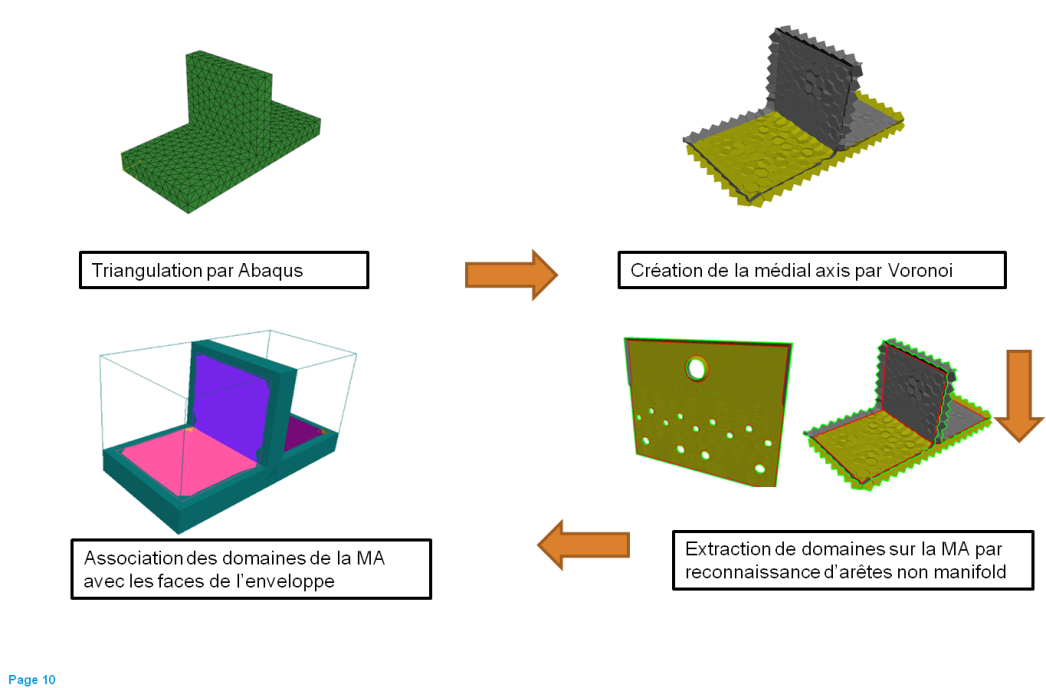 Triangulation par Abaqus
Création de la médial axis par Voronoi
Extraction de domaines sur la MA par
reconnaissance d'arêtes non manifold
Association des domaines de la MA
avec les faces de l'enveloppe
Page 10